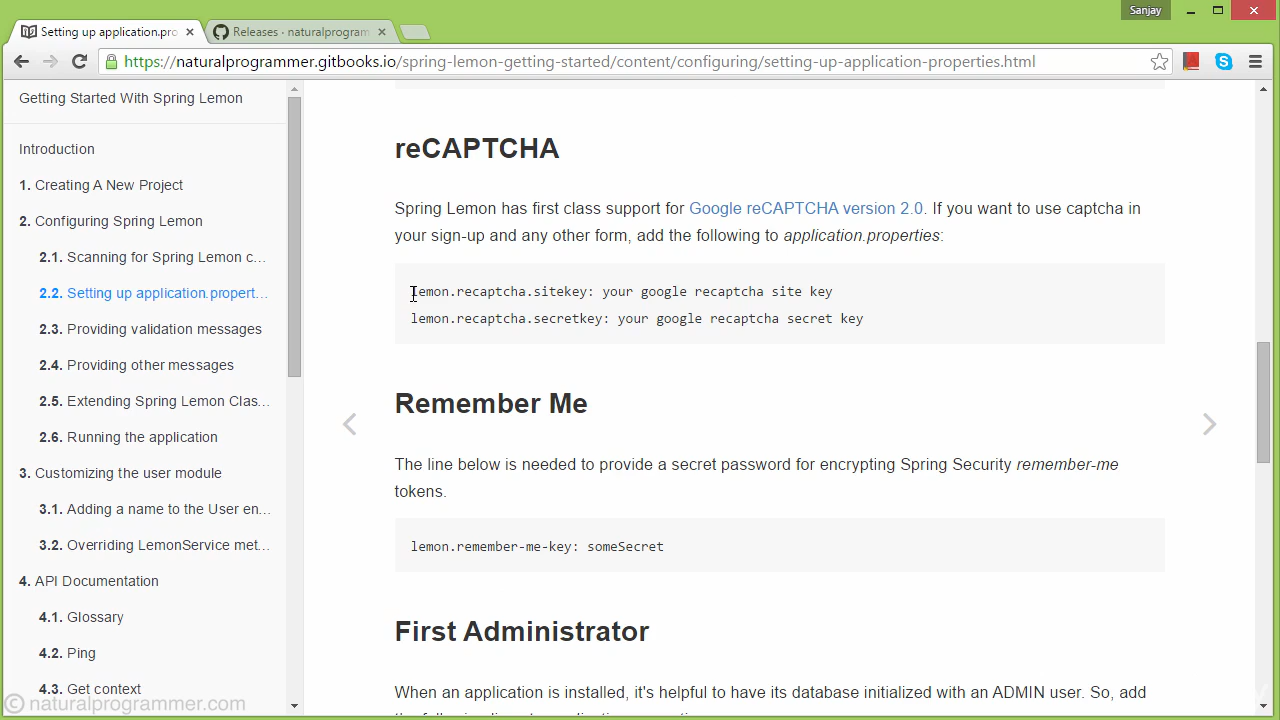 Sanjay
Setting up application.pro
Releases · naturalprogram
https://naturalprogrammer.gitbooks.io/spring-lemon-getting-started/content/configuring/setting-up-application-properties.html
Getting Started With Spring Lemon
Introduction
1. Creating A New Project
2. Configuring Spring Lemon
2.1. Scanning for Spring Lemon c...
2.2. Setting up application.propert...
2.3. Providing validation messages
2.4. Providing other messages
2.5. Extending Spring Lemon Clas...
2.6. Running the application
3. Customizing the user module
3.1. Adding a name to the User en...
3.2. Overriding LemonService met...
4. API Documentation
4.1. Glossary
4.2. Ping
4.3. Get context
© naturalprogrammer.com
reCAPTCHA
Spring Lemon has first class support for Google reCAPTCHA version 2.0. If you want to use captcha in
your sign-up and any other form, add the following to application.properties:
lemon.recaptcha.sitekey: your google recaptcha site key
lemon.recaptcha.secretkey: your google recaptcha secret key
Remember Me
The line below is needed to provide a secret password for encrypting Spring Security remember-me
tokens.
lemon.remember-me-key: someSecret
First Administrator
When an application is installed, it's helpful to have its database initialized with an ADMIN user. So, add